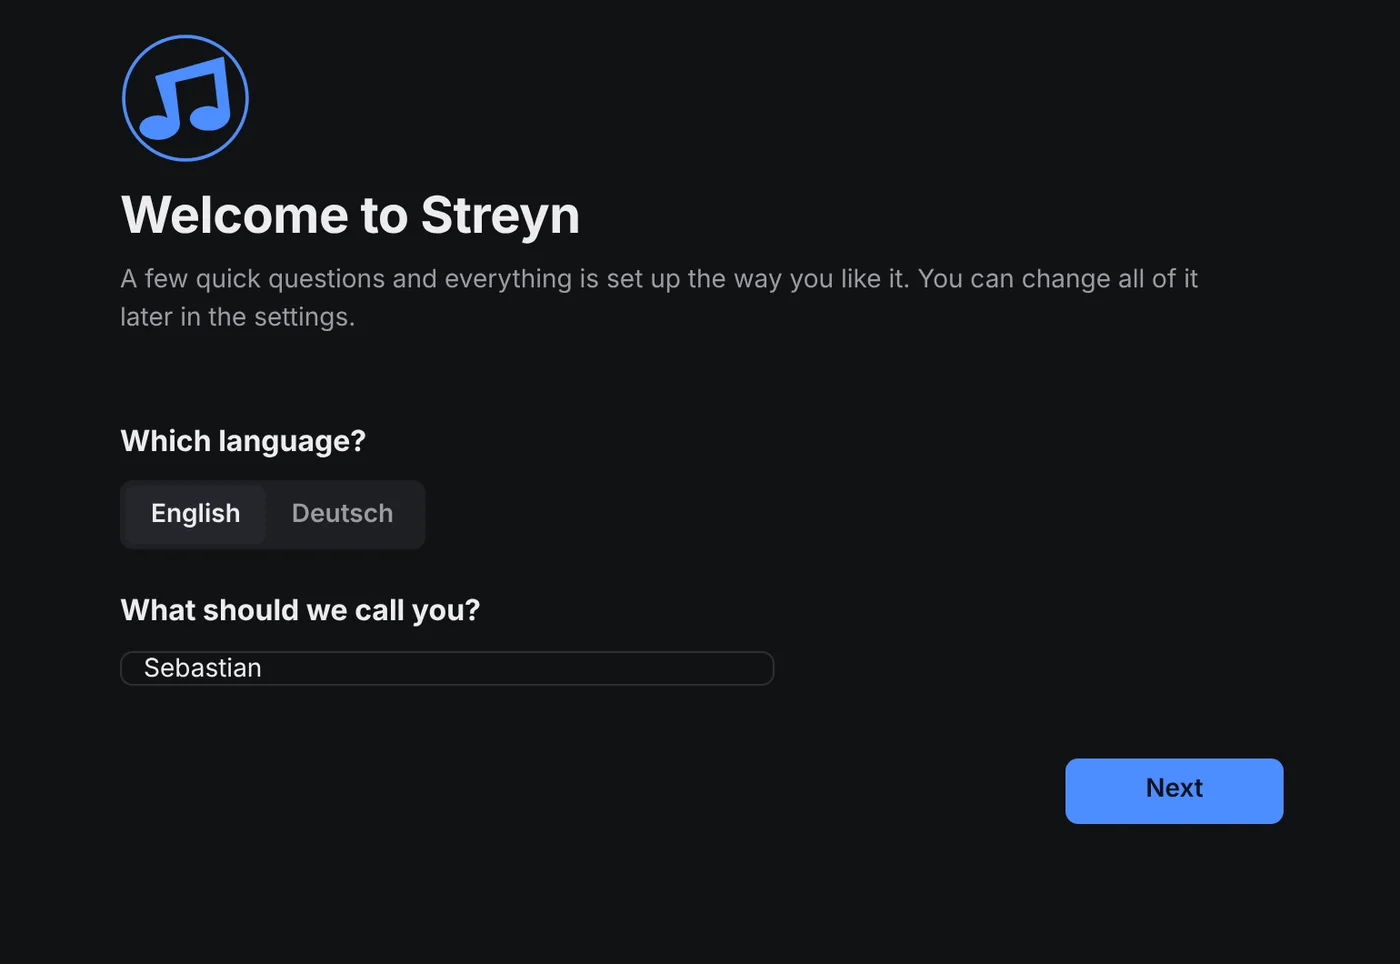 Welcome to Streyn
A few quick questions and everything is set up the way you like it. You can change all of it
later in the settings.
Which language?
English Deutsch
What should we call you?
Sebastian
Next